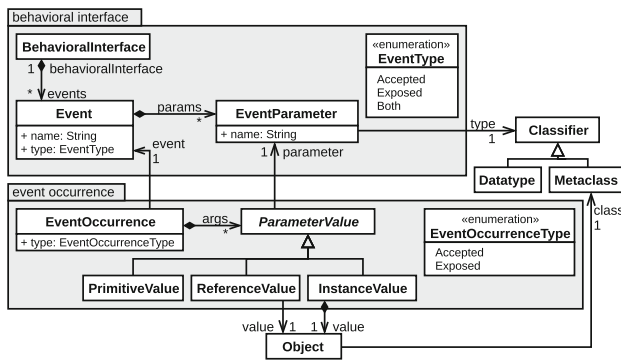 behavioral interface
BehavioralInterface
1 behavioralInterface
* events
«enumeration»
EventType
Accepted
Exposed
Both
Event
+ name: String
+ type: EventType
params
*
EventParameter
+ name: String
type
1
Classifier
event
1
1 parameter
Datatype
Metaclass
event occurrence
EventOccurrence
+ type: EventOccurrenceType
args
*
ParameterValue
«enumeration»
EventOccurrenceType
Accepted
Exposed
class
1
PrimitiveValue
ReferenceValue
InstanceValue
value 1
1 value
Object